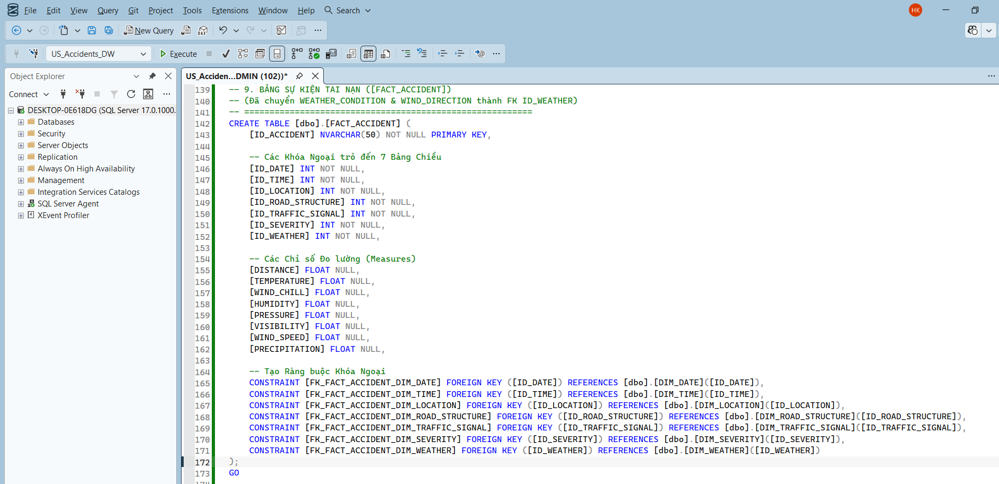 File Edit View Query Git Project Tools Extensions Window Help Search HK
New Query
US_Accidents_DW Execute
Object Explorer
Connect
DESKTOP-0E618DG (SQL Server 17.0.1000.
Databases
Security
Server Objects
Replication
Always On High Availability
Management
Integration Services Catalogs
SQL Server Agent
XEvent Profiler
US_Acciden...DMIN (102))*
139 -- 9. BẢNG SỰ KIỆN TAI NẠN ([FACT_ACCIDENT])
140 -- (Đã chuyển WEATHER_CONDITION & WIND_DIRECTION thành FK ID_WEATHER)
141 -- =========================================================
142 CREATE TABLE [dbo].[FACT_ACCIDENT] (
143 [ID_ACCIDENT] NVARCHAR(50) NOT NULL PRIMARY KEY,
144
145 -- Các Khóa Ngoại trỏ đến 7 Bảng Chiều
146 [ID_DATE] INT NOT NULL,
147 [ID_TIME] INT NOT NULL,
148 [ID_LOCATION] INT NOT NULL,
149 [ID_ROAD_STRUCTURE] INT NOT NULL,
150 [ID_TRAFFIC_SIGNAL] INT NOT NULL,
151 [ID_SEVERITY] INT NOT NULL,
152 [ID_WEATHER] INT NOT NULL,
153
154 -- Các Chỉ số Đo lường (Measures)
155 [DISTANCE] FLOAT NULL,
156 [TEMPERATURE] FLOAT NULL,
157 [WIND_CHILL] FLOAT NULL,
158 [HUMIDITY] FLOAT NULL,
159 [PRESSURE] FLOAT NULL,
160 [VISIBILITY] FLOAT NULL,
161 [WIND_SPEED] FLOAT NULL,
162 [PRECIPITATION] FLOAT NULL,
163
164 -- Tạo Ràng buộc Khóa Ngoại
165 CONSTRAINT [FK_FACT_ACCIDENT_DIM_DATE] FOREIGN KEY ([ID_DATE]) REFERENCES [dbo].[DIM_DATE]([ID_DATE]),
166 CONSTRAINT [FK_FACT_ACCIDENT_DIM_TIME] FOREIGN KEY ([ID_TIME]) REFERENCES [dbo].[DIM_TIME]([ID_TIME]),
167 CONSTRAINT [FK_FACT_ACCIDENT_DIM_LOCATION] FOREIGN KEY ([ID_LOCATION]) REFERENCES [dbo].[DIM_LOCATION]([ID_LOCATION]),
168 CONSTRAINT [FK_FACT_ACCIDENT_DIM_ROAD_STRUCTURE] FOREIGN KEY ([ID_ROAD_STRUCTURE]) REFERENCES [dbo].[DIM_ROAD_STRUCTURE]([ID_ROAD_STRUCTURE]),
169 CONSTRAINT [FK_FACT_ACCIDENT_DIM_TRAFFIC_SIGNAL] FOREIGN KEY ([ID_TRAFFIC_SIGNAL]) REFERENCES [dbo].[DIM_TRAFFIC_SIGNAL]([ID_TRAFFIC_SIGNAL]),
170 CONSTRAINT [FK_FACT_ACCIDENT_DIM_SEVERITY] FOREIGN KEY ([ID_SEVERITY]) REFERENCES [dbo].[DIM_SEVERITY]([ID_SEVERITY]),
171 CONSTRAINT [FK_FACT_ACCIDENT_DIM_WEATHER] FOREIGN KEY ([ID_WEATHER]) REFERENCES [dbo].[DIM_WEATHER]([ID_WEATHER])
172 );
173 GO